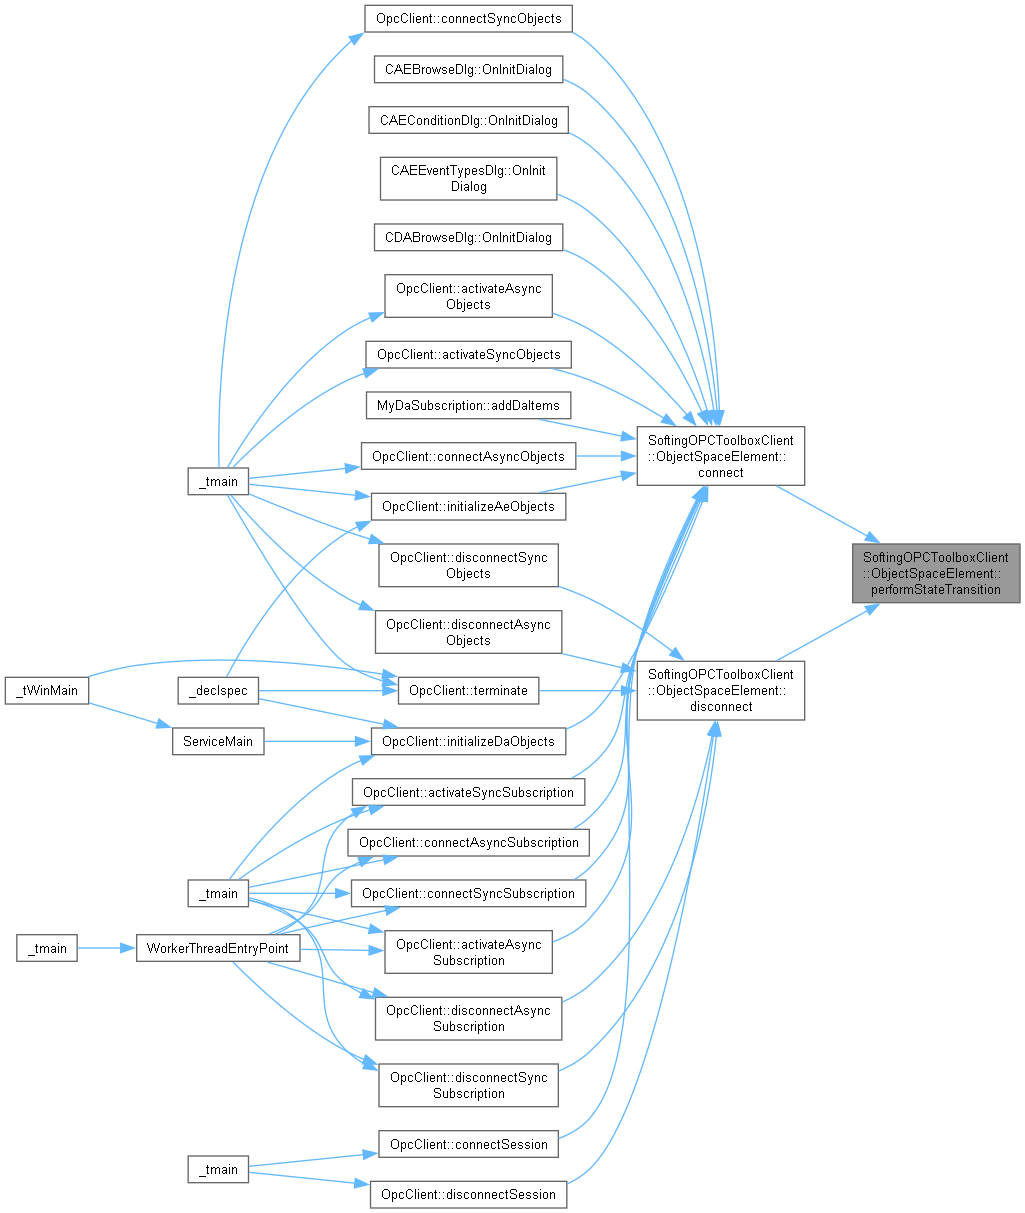 OpcClient::connectSyncObjects
CAEBrowseDlg::OnInitDialog
CAEConditionDlg::OnInitDialog
CAEEventTypesDlg::OnInit
Dialog
CDABrowseDlg::OnInitDialog
OpcClient::activateAsync
Objects
OpcClient::activateSyncObjects
MyDaSubscription::addDaItems
SoftingOPCToolboxClient
::ObjectSpaceElement::
connect
OpcClient::connectAsyncObjects
_tmain
OpcClient::initializeAeObjects
OpcClient::disconnectSync
Objects
SoftingOPCToolboxClient
::ObjectSpaceElement::
performStateTransition
OpcClient::disconnectAsync
Objects
SoftingOPCToolboxClient
::ObjectSpaceElement::
disconnect
_tWinMain
_declspec
OpcClient::terminate
ServiceMain
OpcClient::initializeDaObjects
OpcClient::activateSyncSubscription
OpcClient::connectAsyncSubscription
_tmain
OpcClient::connectSyncSubscription
_tmain
WorkerThreadEntryPoint
OpcClient::activateAsync
Subscription
OpcClient::disconnectAsync
Subscription
OpcClient::disconnectSync
Subscription
OpcClient::connectSession
_tmain
OpcClient::disconnectSession